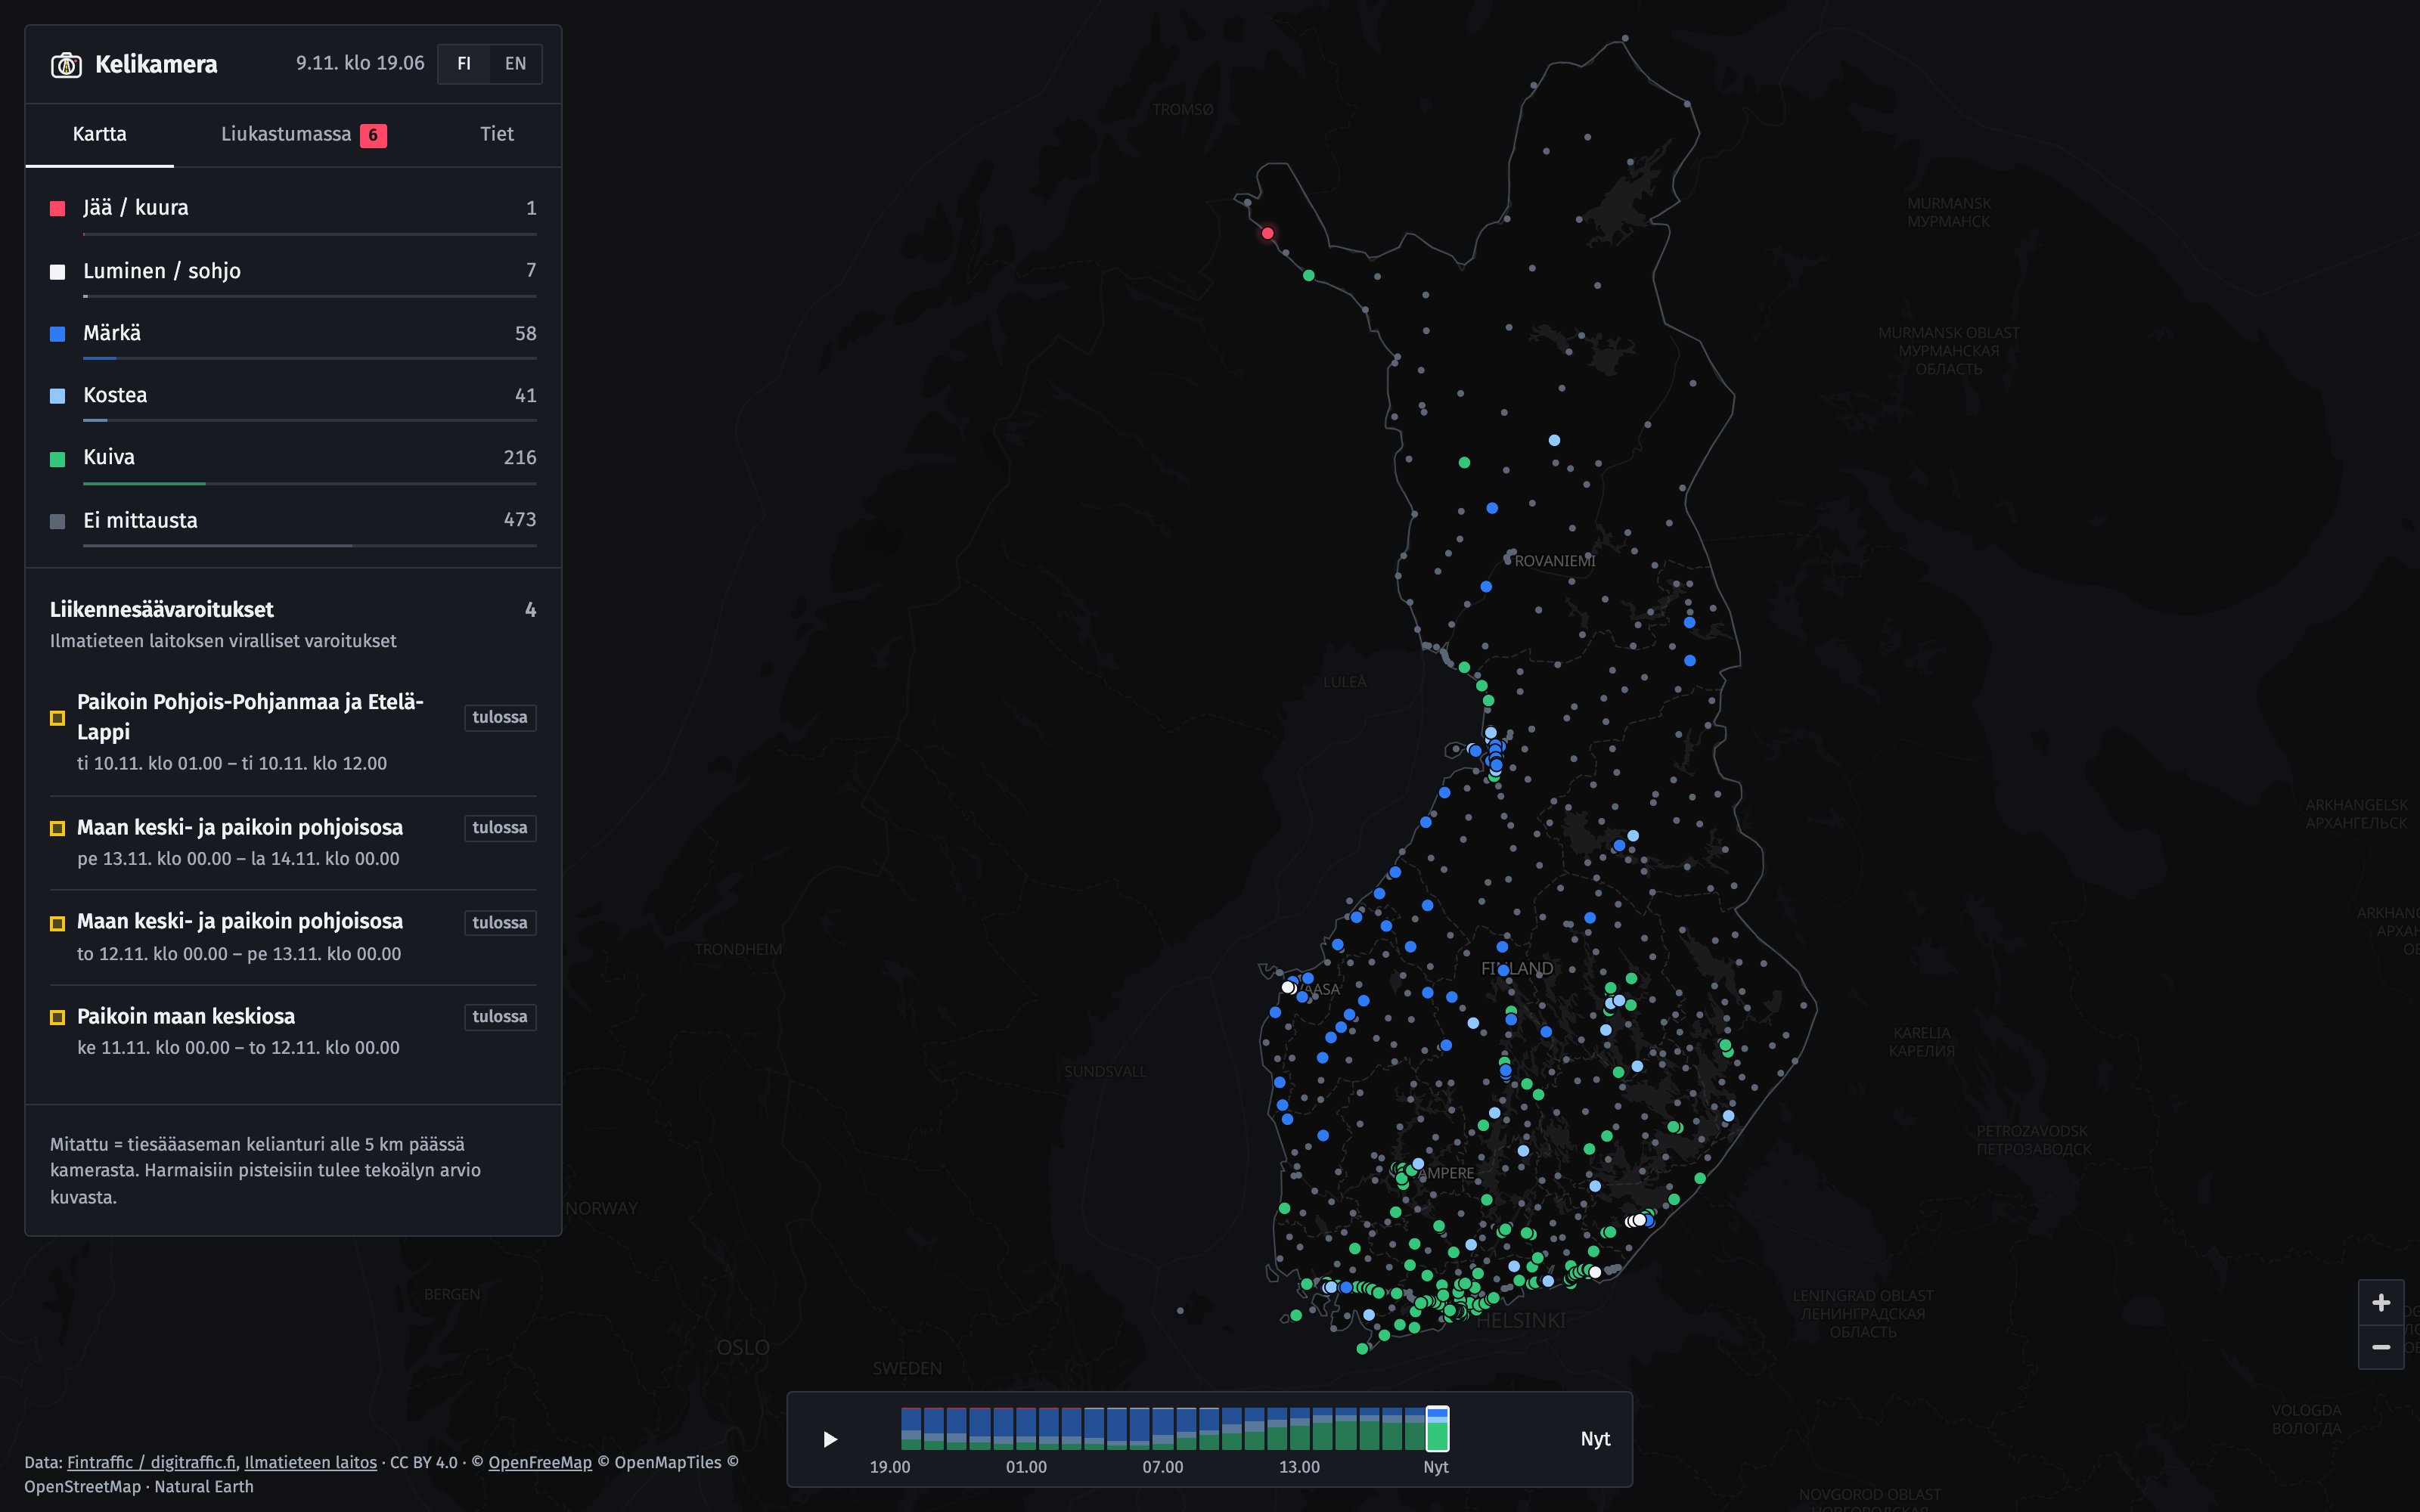 Kelikamera
9.11. klo 19.06
FI
EN
Kartta
Liukastumassa 6
Tiet
Jää / kuura 1
Luminen / sohjo 7
Märkä 58
Kostea 41
Kuiva 216
Ei mittausta 473
Liikennesäävaroitukset 4
Ilmatieteen laitoksen viralliset varoitukset
Paikoin Pohjois-Pohjanmaa ja Etelä-
Lappi
tulossa
ti 10.11. klo 01.00 – ti 10.11. klo 12.00
Maan keski- ja paikoin pohjoisosa
tulossa
pe 13.11. klo 00.00 – la 14.11. klo 00.00
Maan keski- ja paikoin pohjoisosa
tulossa
to 12.11. klo 00.00 – pe 13.11. klo 00.00
Paikoin maan keskiosa
tulossa
ke 11.11. klo 00.00 – to 12.11. klo 00.00
Mitattu = tiesääaseman kelianturi alle 5 km päässä
kamerasta. Harmaisiin pisteisiin tulee tekoälyn arvio
kuvasta.
Data: Fintraffic / digitraffic.fi, Ilmatieteen laitos · CC BY 4.0 · © OpenFreeMap © OpenMapTiles ©
OpenStreetMap · Natural Earth
TROMSØ
MURMANSK
МУРМАНСК
MURMANSK OBLAST
МУРМАНСКАЯ
ОБЛАСТЬ
ROVANIEMI
LULEÅ
ARKHANGELSK
АРХАНГЕЛЬСК
TRONDHEIM
FINLAND
VAASA
KARELIA
КАРЕЛИЯ
SUNDSVALL
PETROZAVODSK
ПЕТРОЗАВОДСК
TAMPERE
NORWAY
BERGEN
OSLO
SWEDEN
HELSINKI
LENINGRAD OBLAST
ЛЕНИНГРАДСКАЯ
ОБЛАСТЬ
VOLOGDA
ВОЛОГДА
NOVGOROD OBLAST
+
−
19.00
01.00
07.00
13.00
Nyt
Nyt